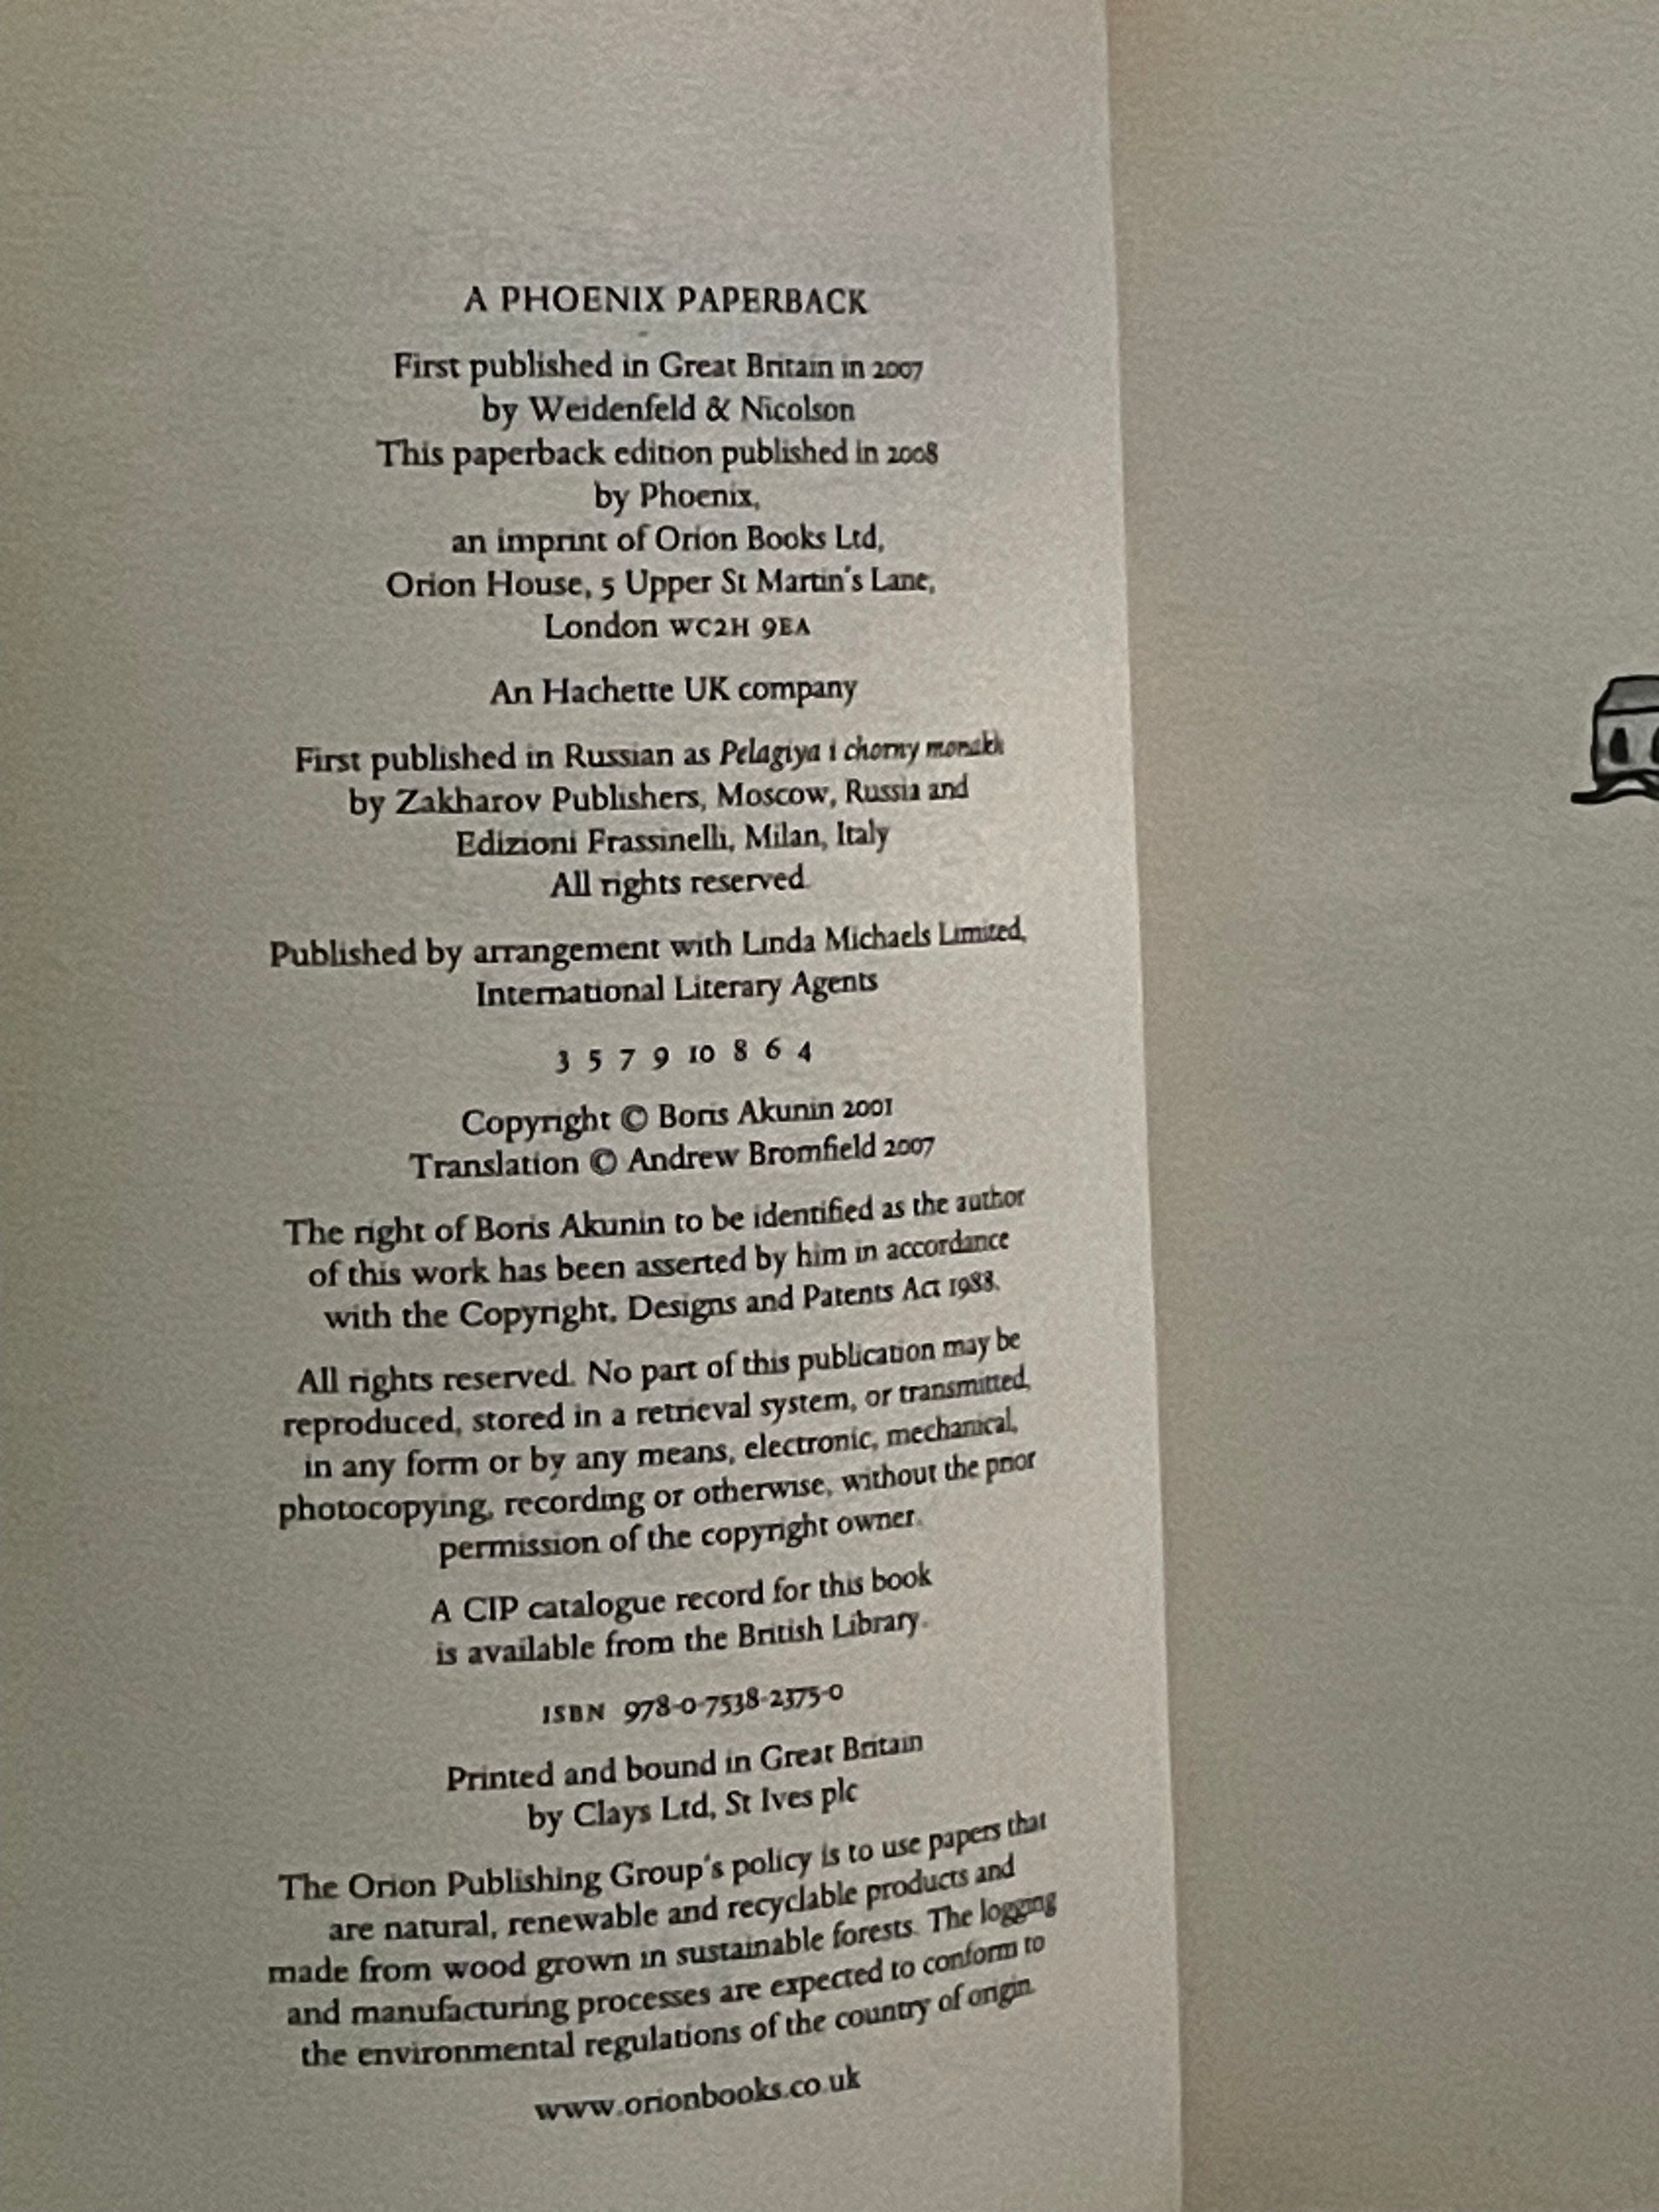 A PHOENIX PAPERBACK
First published in Great Britain in 2007
by Weidenfeld & Nicolson
This paperback edition published in 2008
by Phoenix,
an imprint of Orion Books Ltd,
Orion House, 5 Upper St Martin's Lane,
London WC2H 9EA
An Hachette UK company
First published in Russian as Pelagiya i chorny monakh
by Zakharov Publishers, Moscow, Russia and
Edizioni Frassinelli, Milan, Italy
All rights reserved.
Published by arrangement with Linda Michaels Limited,
International Literary Agents
3 5 7 9 10 8 6 4
Copyright © Boris Akunin 2001
Translation © Andrew Bromfield 2007
The right of Boris Akunin to be identified as the author
of this work has been asserted by him in accordance
with the Copyright, Designs and Patents Act 1988.
All rights reserved. No part of this publication may be
reproduced, stored in a retrieval system, or transmitted,
in any form or by any means, electronic, mechanical,
photocopying, recording or otherwise, without the prior
permission of the copyright owner.
A CIP catalogue record for this book
is available from the British Library.
ISBN 978-0-7538-2375-0
Printed and bound in Great Britain
by Clays Ltd, St Ives plc
The Orion Publishing Group's policy is to use papers that
are natural, renewable and recyclable products and
made from wood grown in sustainable forests. The logging
and manufacturing processes are expected to conform to
the environmental regulations of the country of origin.
www.orionbooks.co.uk